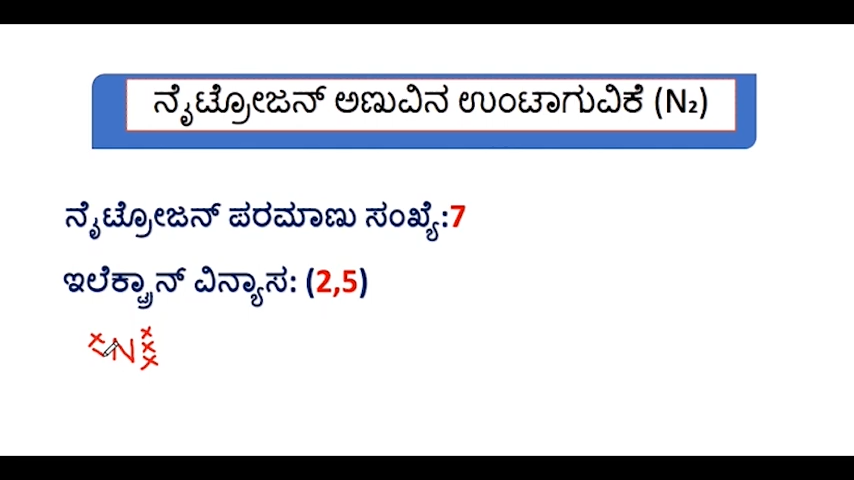 ನೈಟ್ರೋಜನ್ ಅಣುವಿನ ಉಂಟಾಗುವಿಕೆ (N₂)
ನೈಟ್ರೋಜನ್ ಪರಮಾಣು ಸಂಖ್ಯೆ:7
ಇಲೆಕ್ಟ್ರಾನ್ ವಿನ್ಯಾಸ: (2,5)
N